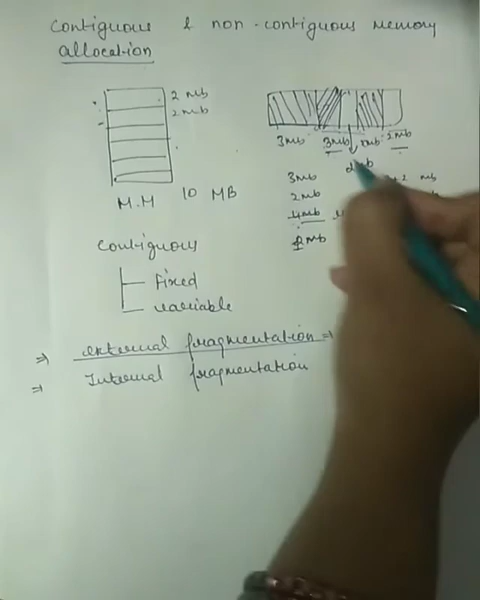 Contiguous & non-contiguous memory
allocation
2 mb
2 mb
M.M 10 MB
3mb 3mb 2mb 2mb
3mb
2mb
4mb
2mb
Contiguous
Fixed
variable
⇒ external fragmentation ⇒
⇒ Internal fragmentation